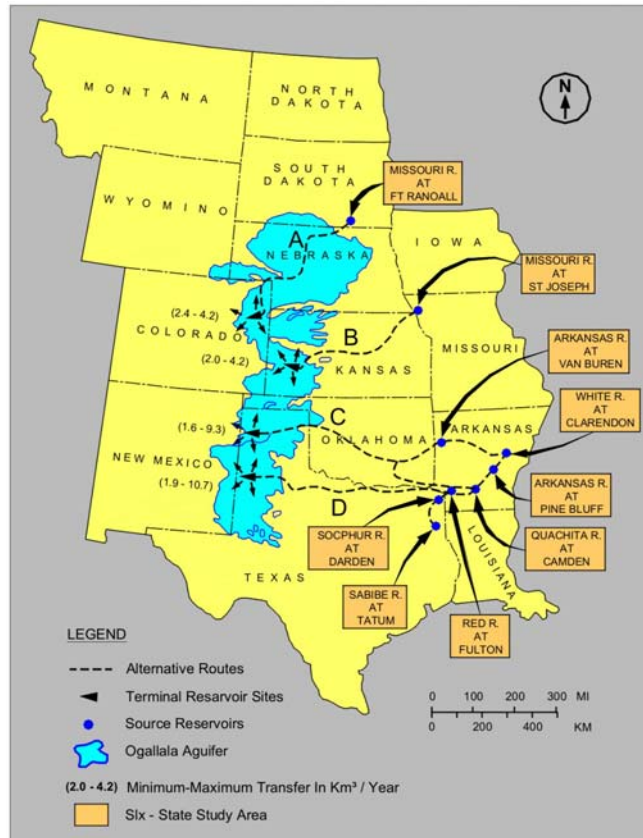 N
MONTANA
NORTH
DAKOTA
SOUTH
DAKOTA
MISSOURI R.
AT
FT RANOALL
WYOMINO
A
NEBRASKA
IOWA
MISSOURI R.
AT
ST JOSEPH
(2.4 - 4.2)
COLORADO
B
(2.0 - 4.2)
KANSAS
MISSOURI
ARKANSAS R.
AT
VAN BUREN
WHITE R.
AT
CLARENDON
(1.6 - 9.3)
C
OKLAHOMA
ARKANSAS
NEW MEXICO
(1.9 - 10.7)
ARKANSAS R.
AT
PINE BLUFF
D
SOCPHUR R.
AT
DARDEN
QUACHITA R.
AT
CAMDEN
LOUISIANA
TEXAS
SABIBE R.
AT
TATUM
RED R.
AT
FULTON
LEGEND
Alternative Routes
Terminal Resarvoir Sites
Source Reservoirs
Ogallala Aguifer
(2.0 - 4.2) Minimum-Maximum Transfer In Km³ / Year
Slx - State Study Area
0 100 200 300 MI
0 200 400 KM